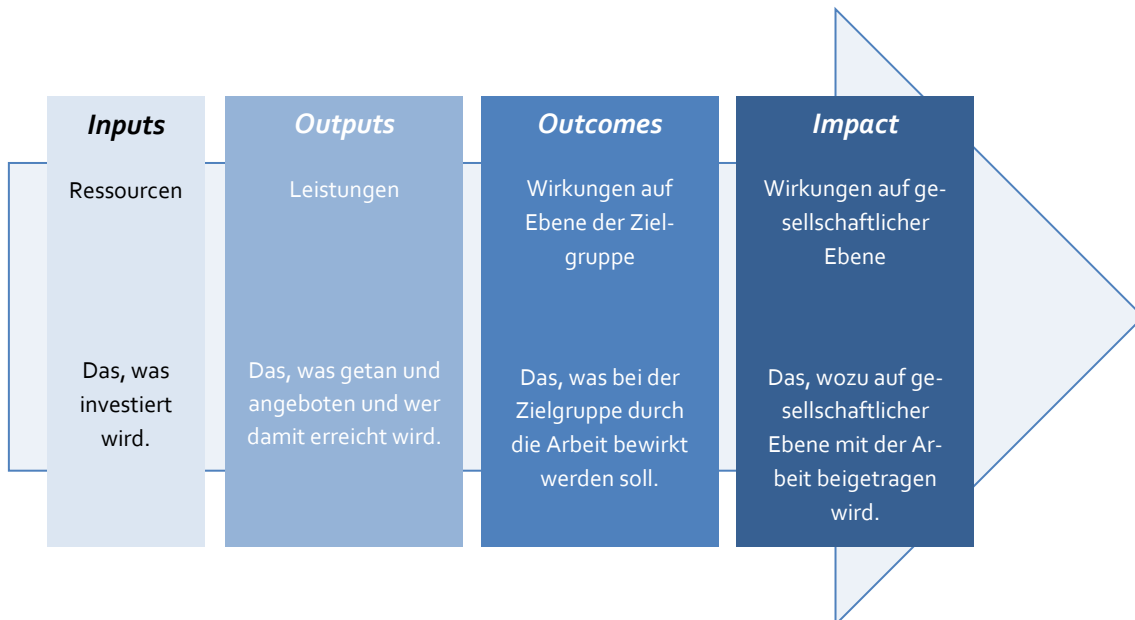 Inputs
Ressourcen
Das, was
investiert
wird.
Outputs
Leistungen
Das, was getan und
angeboten und wer
damit erreicht wird.
Outcomes
Wirkungen auf
Ebene der Ziel-
gruppe
Das, was bei der
Zielgruppe durch
die Arbeit bewirkt
werden soll.
Impact
Wirkungen auf ge-
sellschaftlicher
Ebene
Das, wozu auf ge-
sellschaftlicher
Ebene mit der Ar-
beit beigetragen
wird.